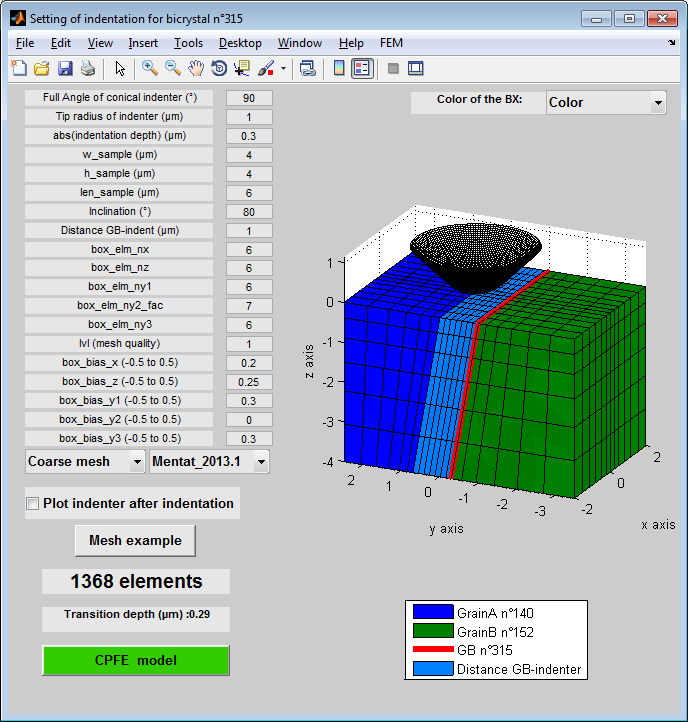 Setting of indentation for bicrystal n°315
File Edit View Insert Tools Desktop Window Help FEM
Full Angle of conical indenter (°) 90
Tip radius of indenter (µm) 1
abs(indentation depth) (µm) 0.3
w_sample (µm) 4
h_sample (µm) 4
len_sample (µm) 6
Inclination (°) 80
Distance GB-indent (µm) 1
box_elm_nx 6
box_elm_nz 6
box_elm_ny1 6
box_elm_ny2_fac 7
box_elm_ny3 6
lvl (mesh quality) 1
box_bias_x (-0.5 to 0.5) 0.2
box_bias_z (-0.5 to 0.5) 0.25
box_bias_y1 (-0.5 to 0.5) 0.3
box_bias_y2 (-0.5 to 0.5) 0
box_bias_y3 (-0.5 to 0.5) 0.3
Coarse mesh Mentat_2013.1
Plot indenter after indentation
Mesh example
1368 elements
Transition depth (µm) :0.29
CPFE model
Color of the BX: Color
1
0
-1
-2
-3
-4
z axis
2 1 0 -1 -2 -3
y axis
-2 0 2
x axis
GrainA n°140
GrainB n°152
GB n°315
Distance GB-indenter